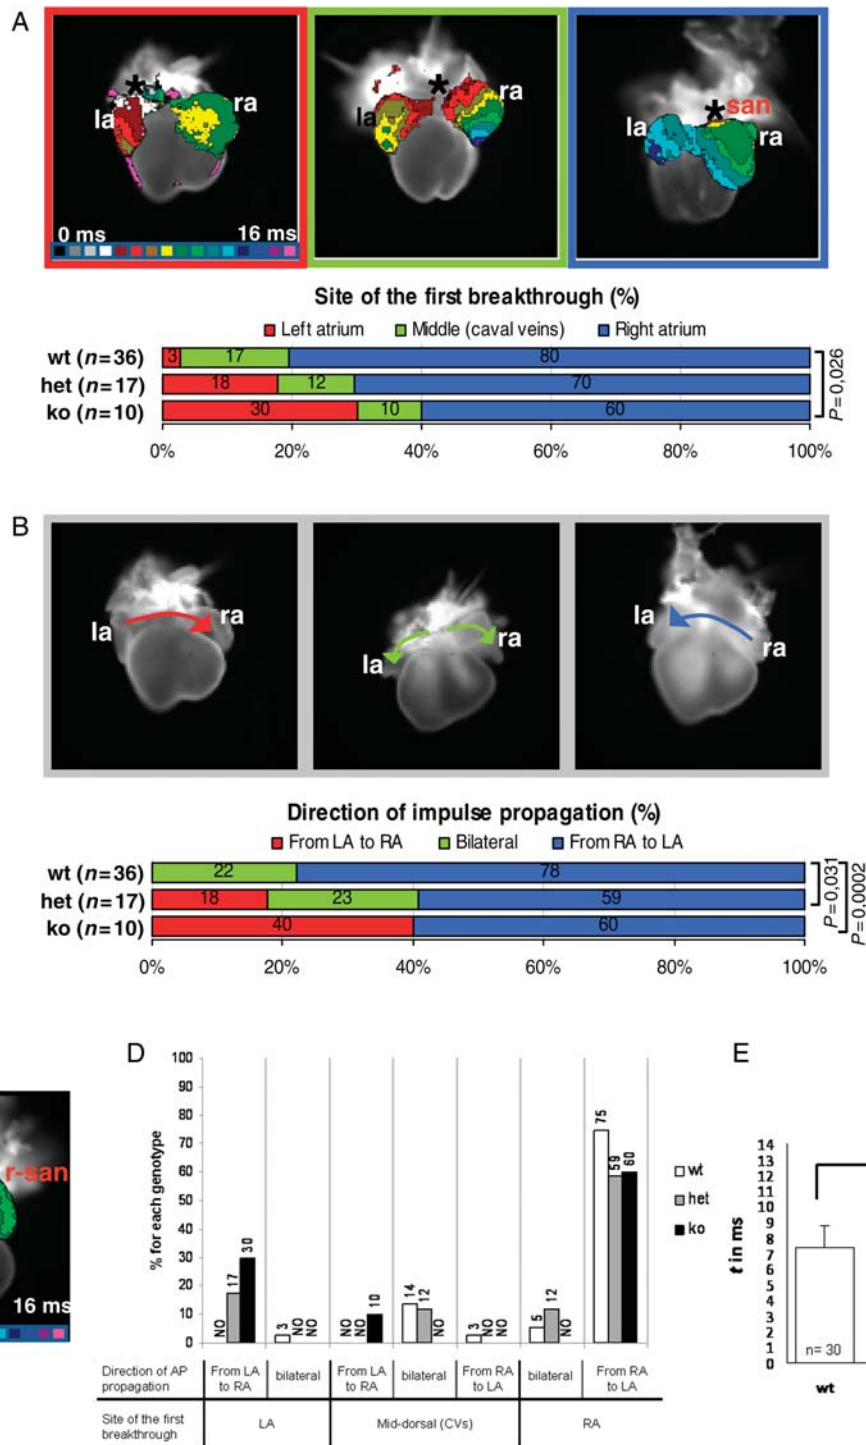 A
la
ra
0 ms 16 ms
la
ra
la
san
ra
Site of the first breakthrough (%)
Left atrium Middle (caval veins) Right atrium
wt (n=36) 3 17 80
het (n=17) 18 12 70
ko (n=10) 30 10 60
P=0,026
0% 20% 40% 60% 80% 100%
B
la
ra
la
ra
la
ra
Direction of impulse propagation (%)
From LA to RA Bilateral From RA to LA
wt (n=36) 22 78
het (n=17) 18 23 59
ko (n=10) 40 60
P=0,031
P=0,0002
0% 20% 40% 60% 80% 100%
r-san
16 ms
D
% for each genotype
100
90
80
70
60
50
40
30
20
10
0
NO 17 30
3 NO NO
NO NO 10
14 12 NO
3 NO NO
5 12 NO
75 59 60
wt
het
ko
Direction of AP propagation
From LA to RA
bilateral
From LA to RA
bilateral
From RA to LA
bilateral
From RA to LA
Site of the first breakthrough
LA
Mid-dorsal (CVs)
RA
E
t in ms
14
13
12
11
10
9
8
7
6
5
4
3
2
1
0
n= 30
wt